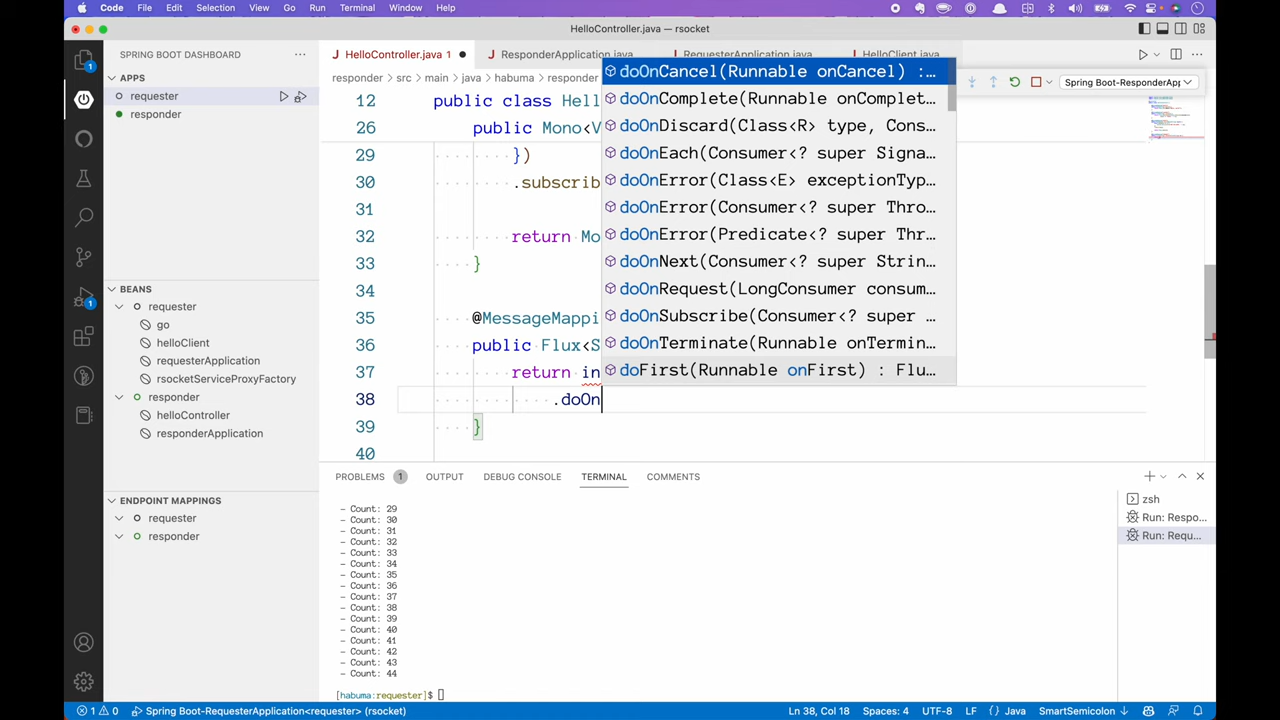 Code File Edit Selection View Go Run Terminal Window Help
HelloController.java — rsocket
SPRING BOOT DASHBOARD
HelloController.java 1
ResponderApplication.java
RequesterApplication.java
HelloClient.java
responder › src › main › java › habuma › responder
Spring Boot-ResponderApp
APPS
requester
responder
12 public class Hell
26 public Mono<V
29 })
30 .subscrib
31
32 return Mo
33 }
34
35 @MessageMappi
36 public Flux<S
37 return in
38 .doOn
39 }
40
doOnCancel(Runnable onCancel) :…
doOnComplete(Runnable onComplet…
doOnDiscard(Class<R> type, Cons…
doOnEach(Consumer<? super Signa…
doOnError(Class<E> exceptionTyp…
doOnError(Consumer<? super Thro…
doOnError(Predicate<? super Thr…
doOnNext(Consumer<? super Strin…
doOnRequest(LongConsumer consum…
doOnSubscribe(Consumer<? super …
doOnTerminate(Runnable onTermin…
doFirst(Runnable onFirst) : Flu…
BEANS
requester
go
helloClient
requesterApplication
rsocketServiceProxyFactory
responder
helloController
responderApplication
ENDPOINT MAPPINGS
requester
responder
1
1
PROBLEMS 1 OUTPUT DEBUG CONSOLE TERMINAL COMMENTS
- Count: 29
- Count: 30
- Count: 31
- Count: 32
- Count: 33
- Count: 34
- Count: 35
- Count: 36
- Count: 37
- Count: 38
- Count: 39
- Count: 40
- Count: 41
- Count: 42
- Count: 43
- Count: 44
[habuma:requester]$
zsh
Run: Respo...
Run: Requ...
1 0 Spring Boot-RequesterApplication<requester> (rsocket)
Ln 38, Col 18 Spaces: 4 UTF-8 LF {} Java SmartSemicolon